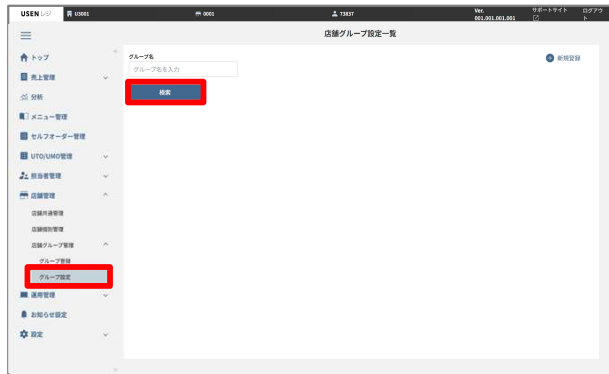 USEN レジ U3001 0001 73837 Ver. 001.001.001.001 サポートサイト ログアウト
店舗グループ設定一覧
トップ
売上管理
分析
メニュー管理
セルフオーダー管理
UTO/UMO管理
担当者管理
店舗管理
店舗共通管理
店舗個別管理
店舗グループ管理
グループ登録
グループ設定
運用管理
お知らせ設定
設定
グループ名
グループ名を入力
検索
新規登録